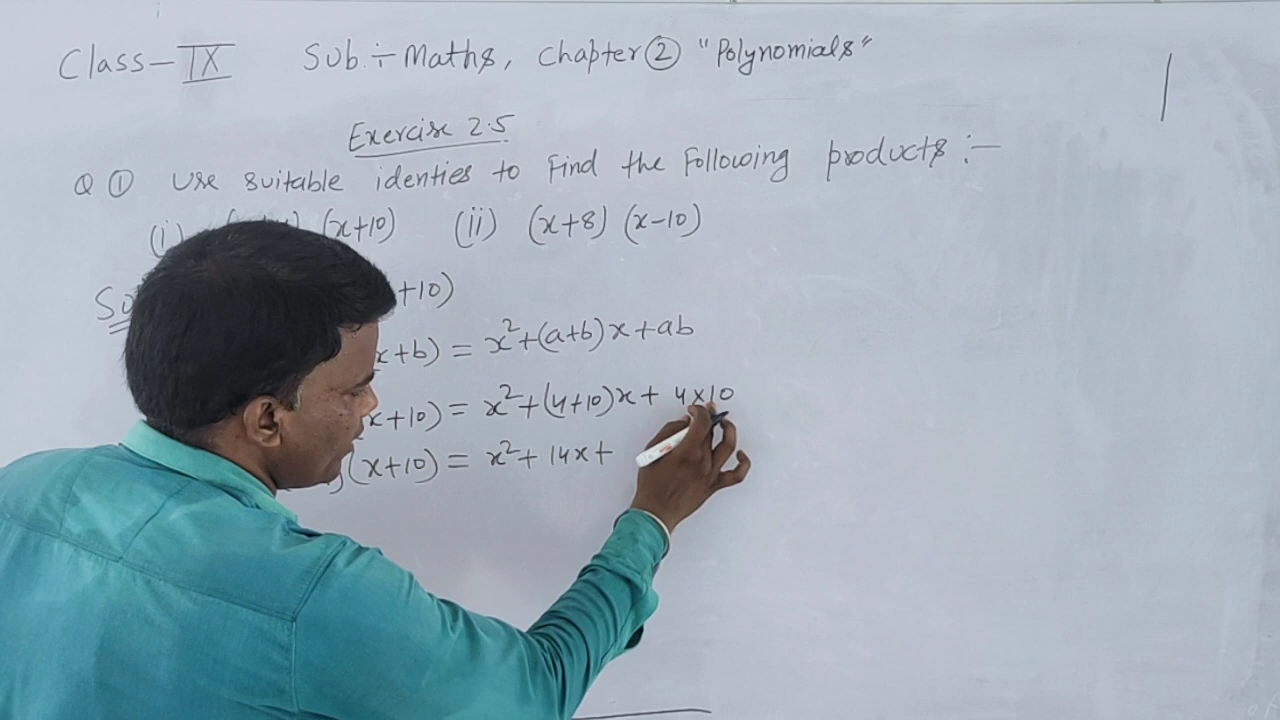 Class - IX Sub. ÷ Maths, Chapter ② "Polynomials"
Exercise 2.5
Q ① Use suitable identies to Find the Following products :-
(i) (x+10) (ii) (x+8) (x-10)
+10)
x+b) = x²+(a+b)x+ab
(x+10) = x²+(4+10)x+ 4×10
(x+10) = x²+ 14x+